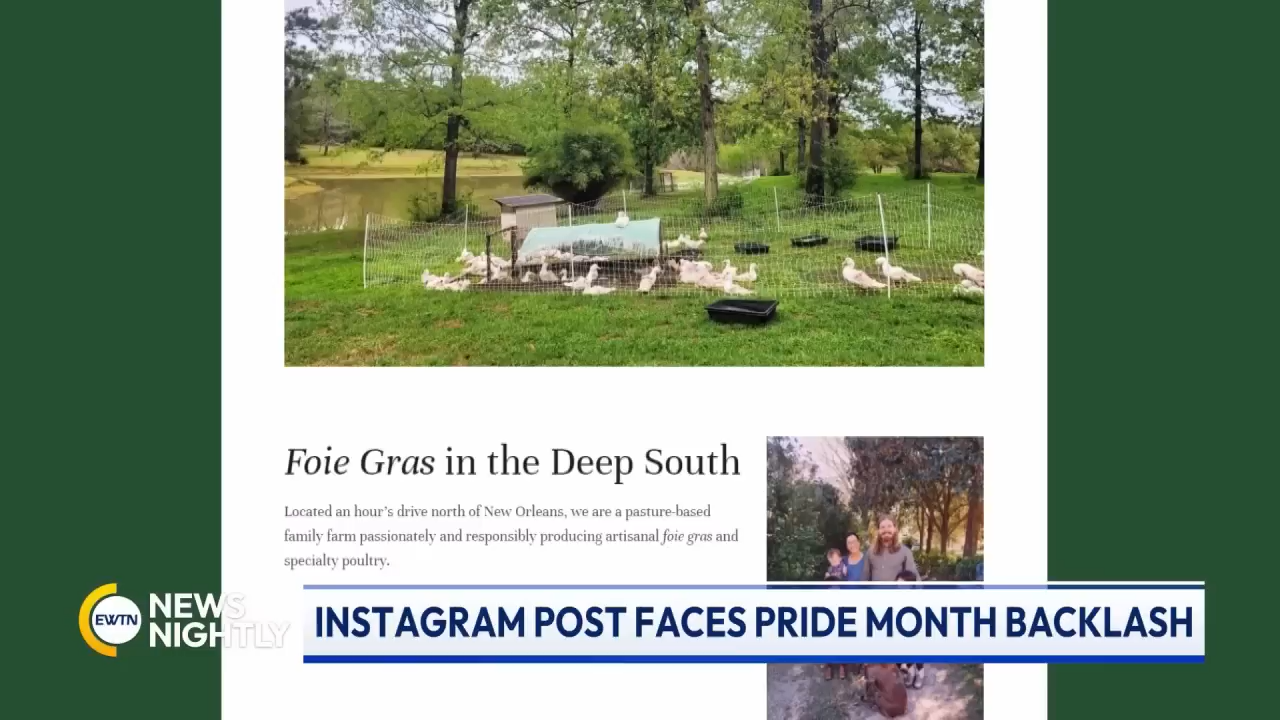 Foie Gras in the Deep South
Located an hour's drive north of New Orleans, we are a pasture-based
family farm passionately and responsibly producing artisanal foie gras and
specialty poultry.
EWTN NEWS NIGHTLY
INSTAGRAM POST FACES PRIDE MONTH BACKLASH